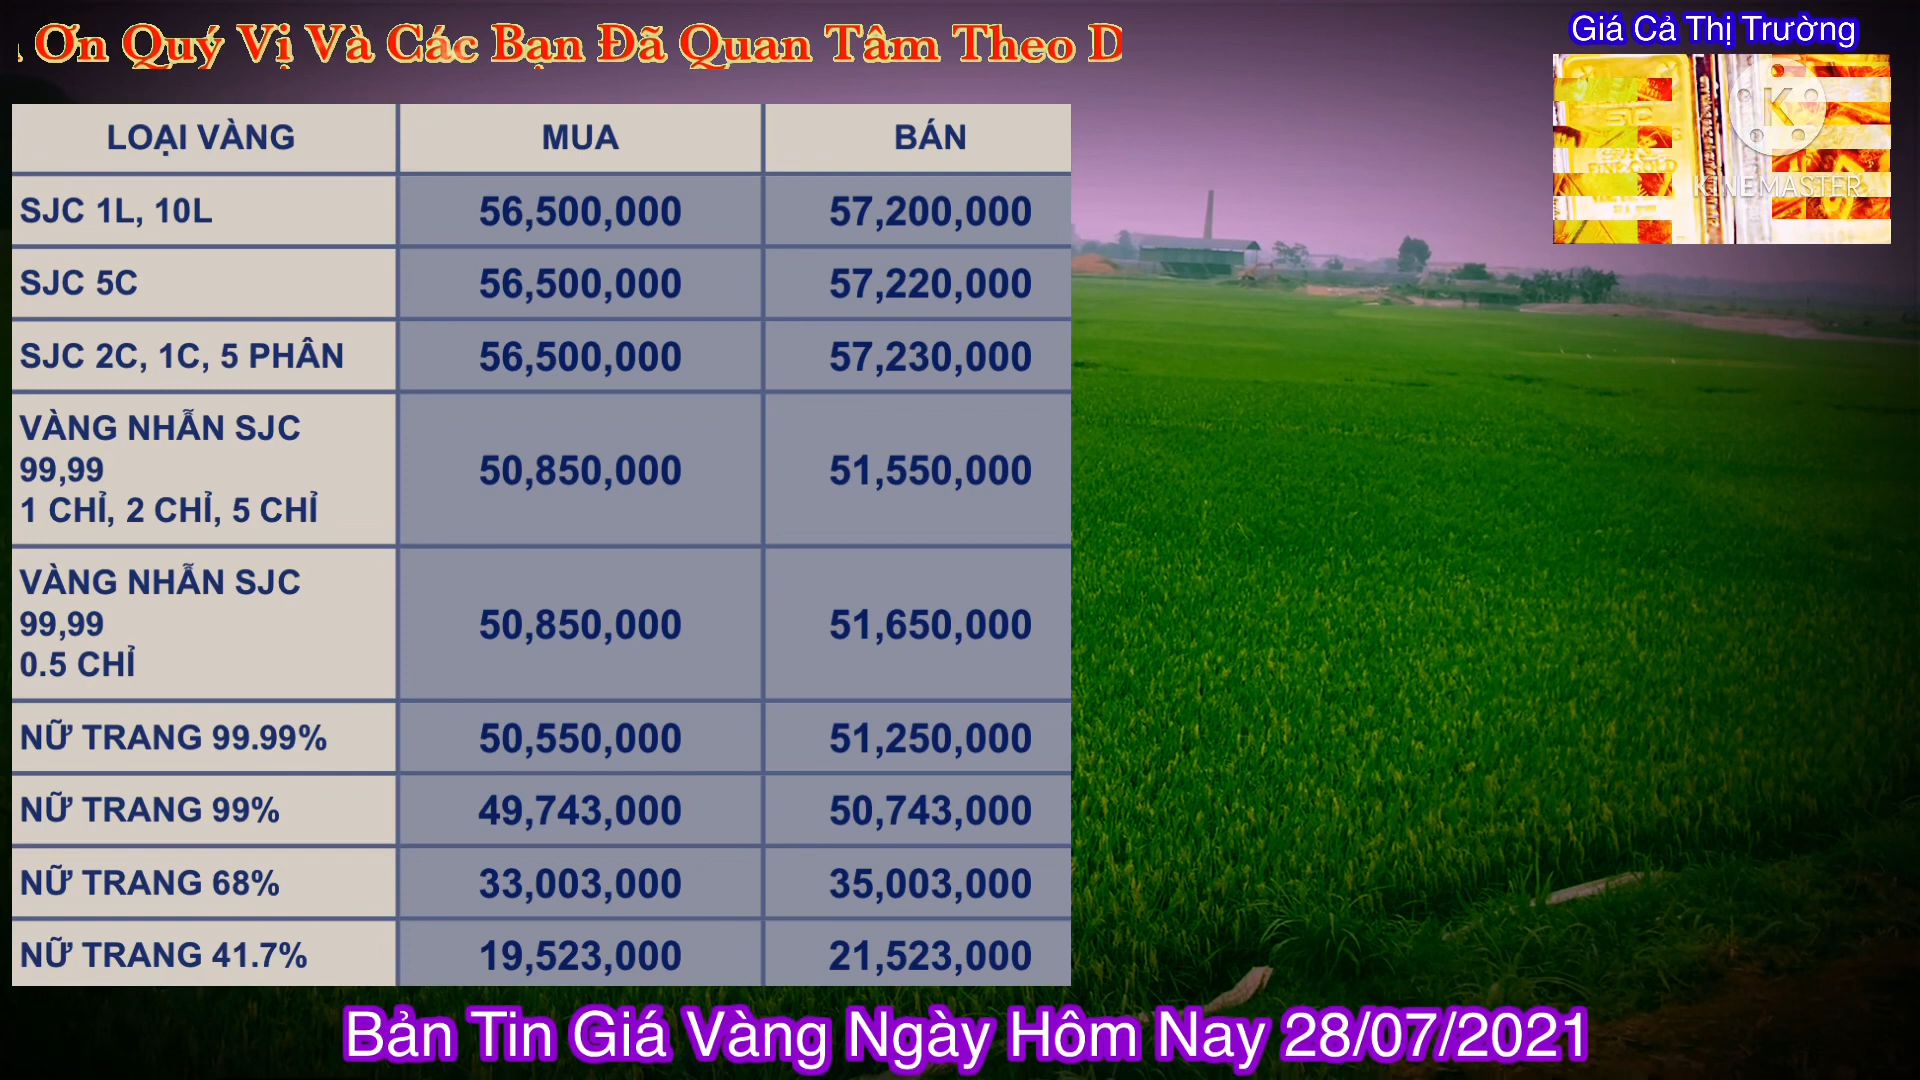 Ơn Quý Vị Và Các Bạn Đã Quan Tâm Theo
Giá Cả Thị Trường
KINEMASTER
LOẠI VÀNG MUA BÁN
SJC 1L, 10L 56,500,000 57,200,000
SJC 5C 56,500,000 57,220,000
SJC 2C, 1C, 5 PHÂN 56,500,000 57,230,000
VÀNG NHẪN SJC
99,99
1 CHỈ, 2 CHỈ, 5 CHỈ 50,850,000 51,550,000
VÀNG NHẪN SJC
99,99
0.5 CHỈ 50,850,000 51,650,000
NỮ TRANG 99.99% 50,550,000 51,250,000
NỮ TRANG 99% 49,743,000 50,743,000
NỮ TRANG 68% 33,003,000 35,003,000
NỮ TRANG 41.7% 19,523,000 21,523,000
Bản Tin Giá Vàng Ngày Hôm Nay 28/07/2021